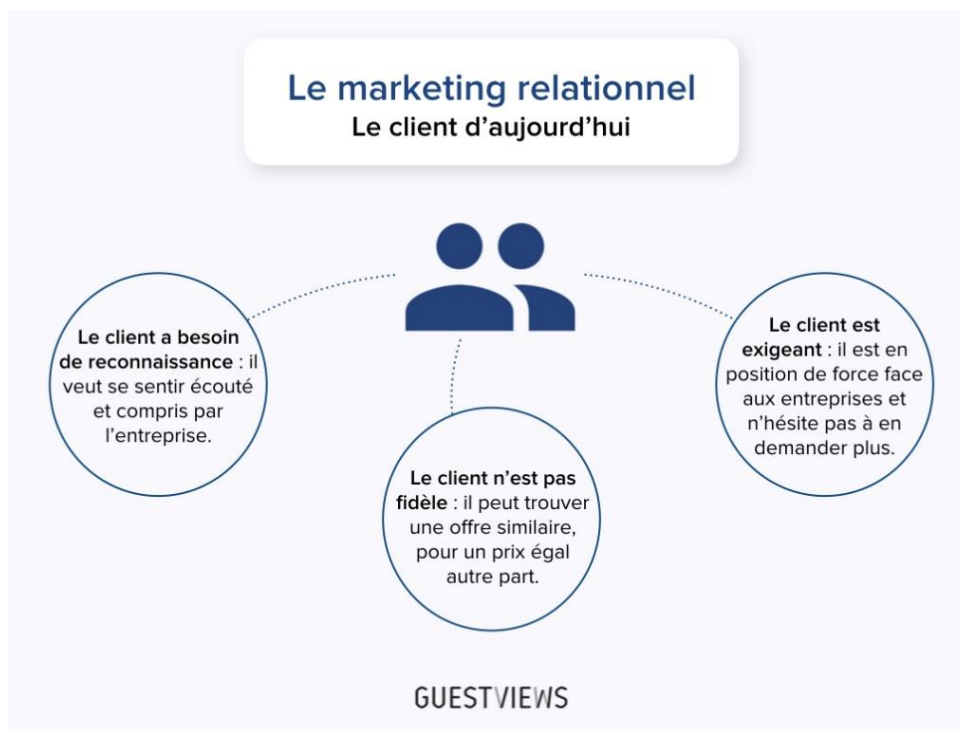 Le marketing relationnel
Le client d’aujourd’hui
Le client a besoin
de reconnaissance : il
veut se sentir écouté
et compris par
l’entreprise.
Le client n’est pas
fidèle : il peut trouver
une offre similaire,
pour un prix égal
autre part.
Le client est
exigeant : il est en
position de force face
aux entreprises et
n’hésite pas à en
demander plus.
GUESTVIEWS